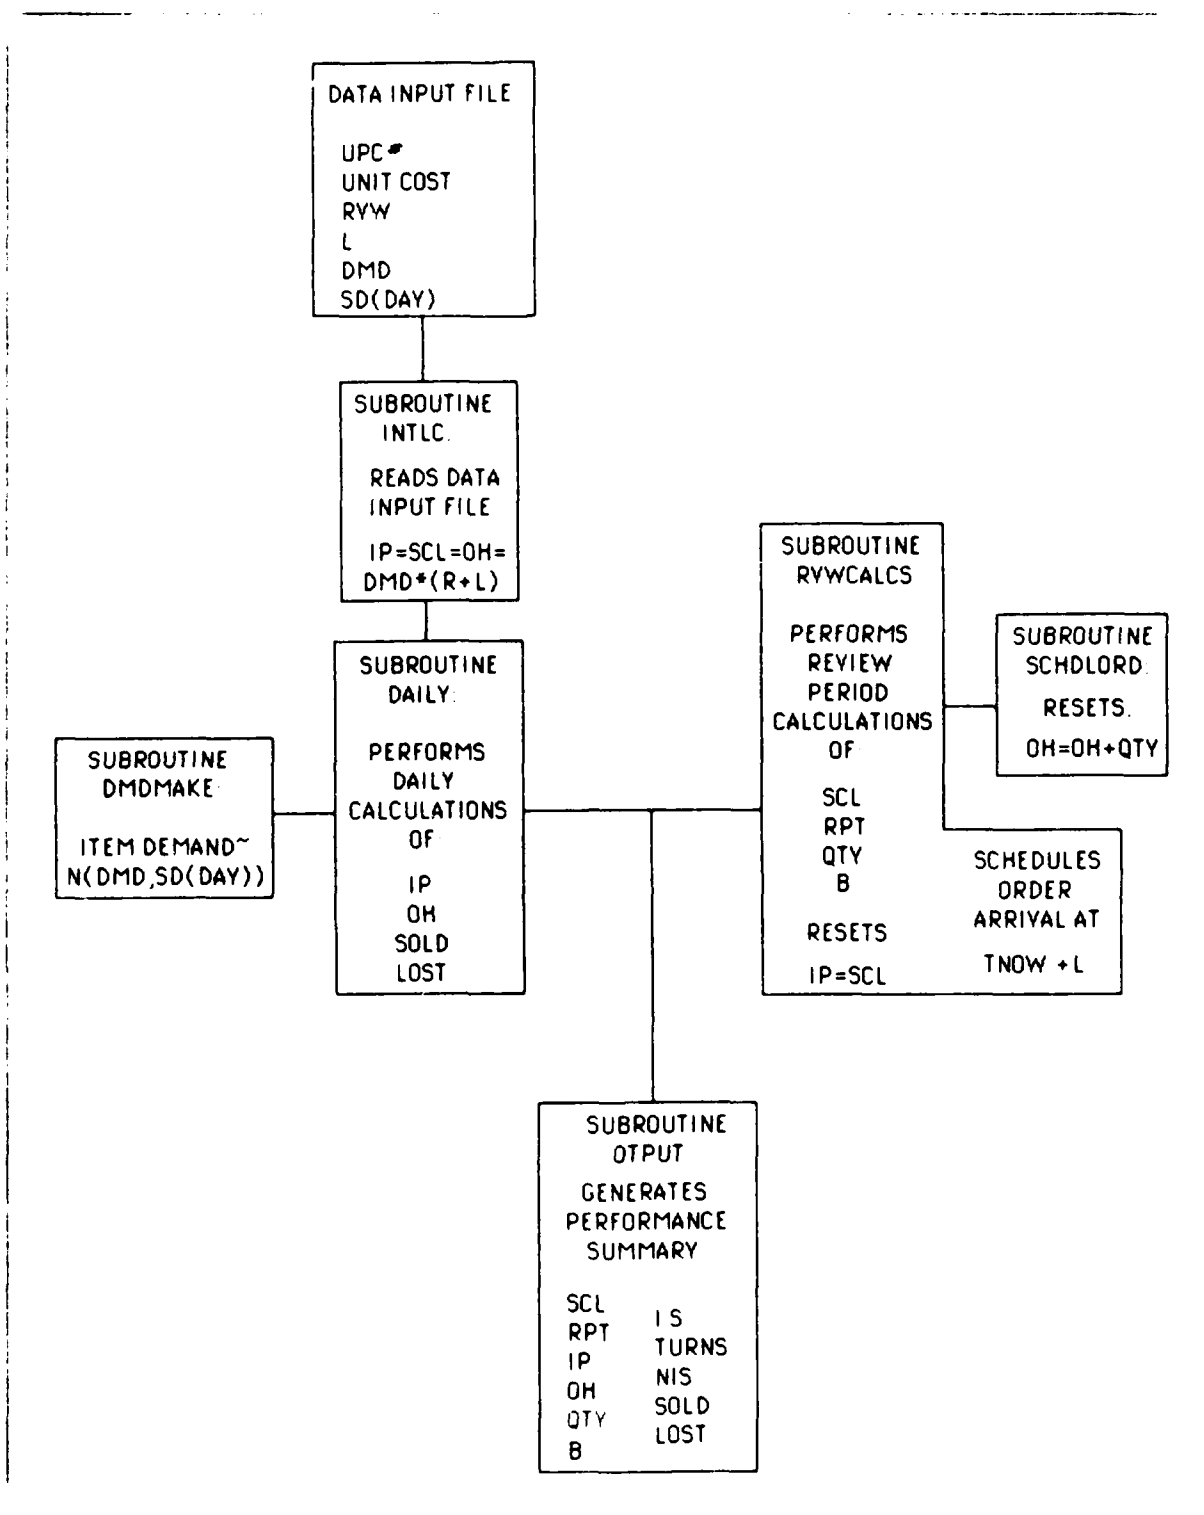 DATA INPUT FILE
UPC#
UNIT COST
RVW
L
DMD
SD(DAY)
SUBROUTINE
INTLC:
READS DATA
INPUT FILE
IP=SCL=OH=
DMD*(R+L)
SUBROUTINE
DAILY:
PERFORMS
DAILY
CALCULATIONS
OF:
IP
OH
SOLD
LOST
SUBROUTINE
DMDMAKE:
ITEM DEMAND~
N(DMD,SD(DAY))
SUBROUTINE
RVWCALCS
PERFORMS
REVIEW
PERIOD
CALCULATIONS
OF:
SCL
RPT
QTY
B
RESETS
IP=SCL
SCHEDULES
ORDER
ARRIVAL AT
TNOW +L
SUBROUTINE
SCHDLORD:
RESETS:
OH=OH+QTY
SUBROUTINE
OTPUT
GENERATES
PERFORMANCE
SUMMARY
SCL
RPT
IP
OH
QTY
B
IS
TURNS
NIS
SOLD
LOST